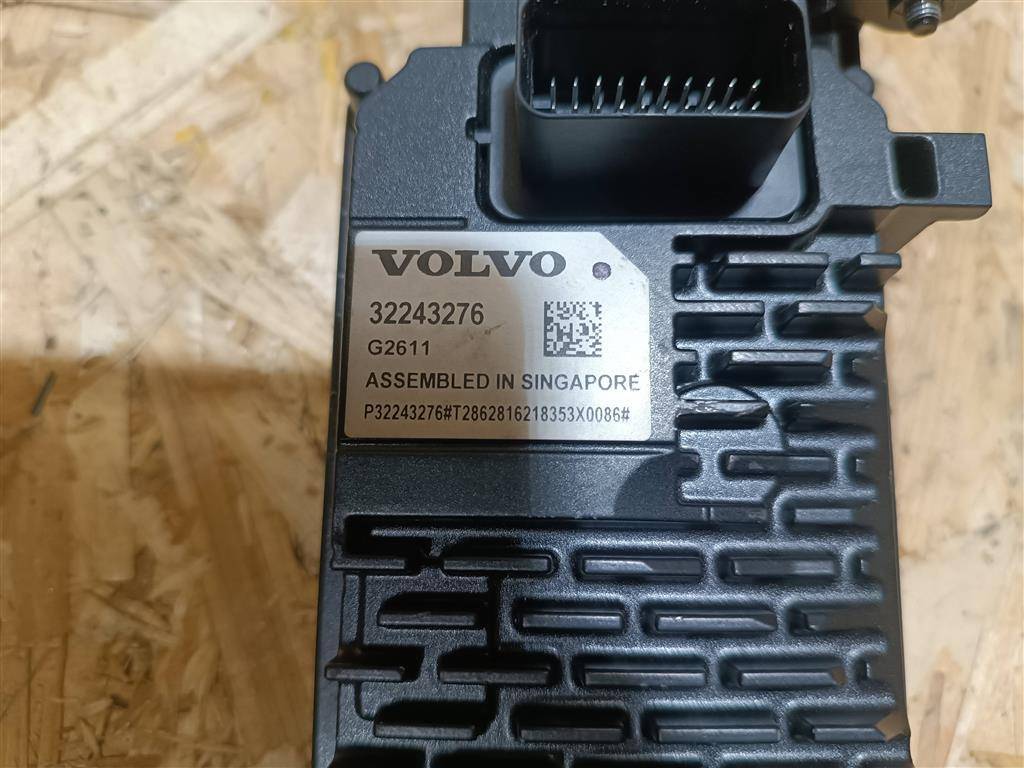 VOLVO
32243276
G2611
ASSEMBLED IN SINGAPORE
P32243276#T2862816218353X0086#